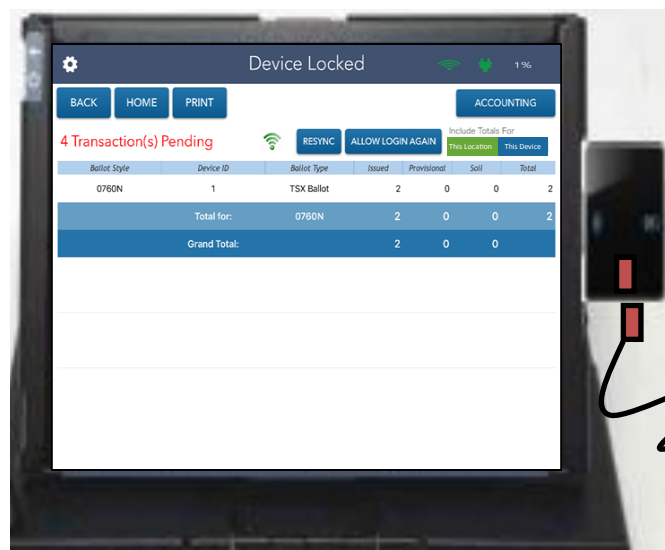 Device Locked 1%
BACK HOME PRINT ACCOUNTING
Include Totals For
4 Transaction(s) Pending RESYNC ALLOW LOGIN AGAIN This Location This Device
Ballot Style Device ID Ballot Type Issued Provisional Soil Total
0760N 1 TSX Ballot 2 0 0 2
Total for: 0760N 2 0 0 2
Grand Total: 2 0 0